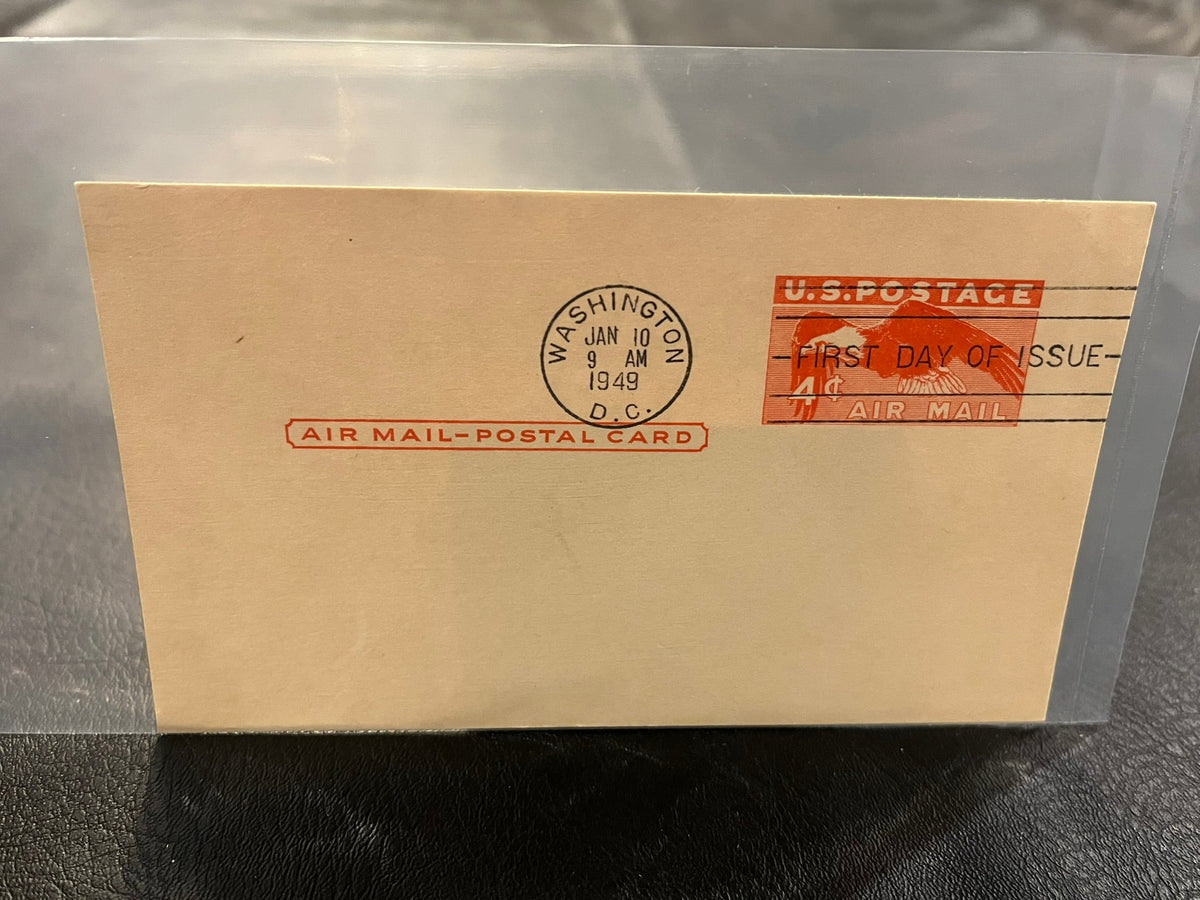 WASHINGTON
JAN 10
9 AM
1949
D.C.
U.S.POSTAGE
FIRST DAY OF ISSUE
4¢
AIR MAIL
AIR MAIL–POSTAL CARD